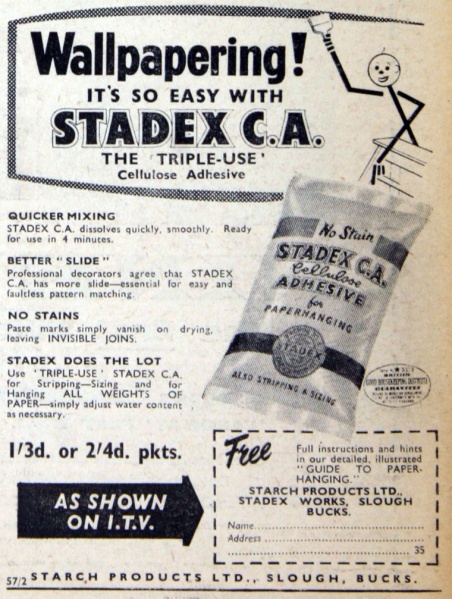 Wallpapering!
IT'S SO EASY WITH
STADEX C.A.
THE 'TRIPLE-USE'
Cellulose Adhesive
QUICKER MIXING
STADEX C.A. dissolves quickly, smoothly. Ready
for use in 4 minutes.
BETTER "SLIDE"
Professional decorators agree that STADEX
C.A. has more slide—essential for easy and
faultless pattern matching.
NO STAINS
Paste marks simply vanish on drying,
leaving INVISIBLE JOINS.
STADEX DOES THE LOT
Use 'TRIPLE-USE' STADEX C.A.
for Stripping—Sizing and for
Hanging ALL WEIGHTS OF
PAPER—simply adjust water content
as necessary.
No Stain
STADEX C.A.
Cellulose
ADHESIVE
for
PAPERHANGING
STADEX
ALSO STRIPPING & SIZING
GOOD HOUSEKEEPING INSTITUTE
GUARANTEES
1/3d. or 2/4d. pkts.
AS SHOWN
ON I.T.V.
Free
Full instructions and hints
in our detailed, illustrated
"GUIDE TO PAPER-
HANGING."
STARCH PRODUCTS LTD.,
STADEX WORKS, SLOUGH
BUCKS.
Name
Address
35
57/2 STARCH PRODUCTS LTD., SLOUGH, BUCKS.